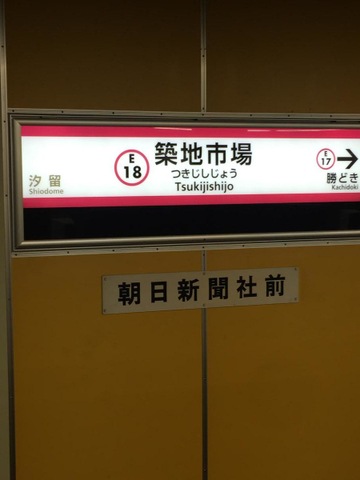 汐留
Shiodome
E
18
築地市場
つきじしじょう
Tsukijishijo
E
17
→
勝どき
Kachidoki
朝日新聞社前